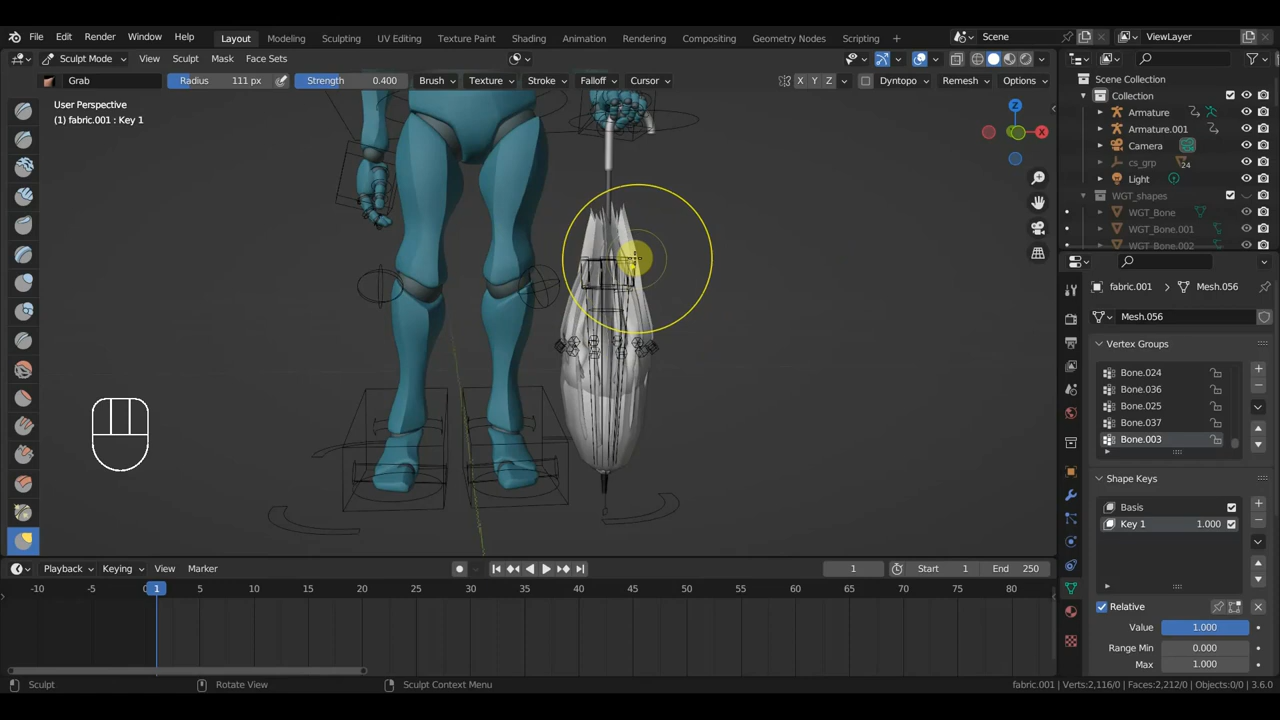 File Edit Render Window Help Layout Modeling Sculpting UV Editing Texture Paint Shading Animation Rendering Compositing Geometry Nodes Scripting + Scene ViewLayer
Sculpt Mode View Sculpt Mask Face Sets
Grab Radius 111 px Strength 0.400 Brush Texture Stroke Falloff Cursor X Y Z Dyntopo Remesh Options
User Perspective
(1) fabric.001 : Key 1
Z
X
Scene Collection
Collection
Armature
Armature.001
Camera
cs_grp 24
Light
WGT_shapes
WGT_Bone
WGT_Bone.001
WGT_Bone.002
fabric.001 > Mesh.056
Mesh.056
Vertex Groups
Bone.024
Bone.036
Bone.025
Bone.037
Bone.003
Shape Keys
Basis
Key 1 1.000
Relative
Value 1.000
Range Min 0.000
Max 1.000
Playback Keying View Marker 1 Start 1 End 250
-10 -5 1 5 10 15 20 25 30 35 40 45 50 55 60 65 70 75 80
Sculpt Rotate View Sculpt Context Menu fabric.001 | Verts:2,116/0 | Faces:2,212/0 | Objects:0/0 | 3.6.0